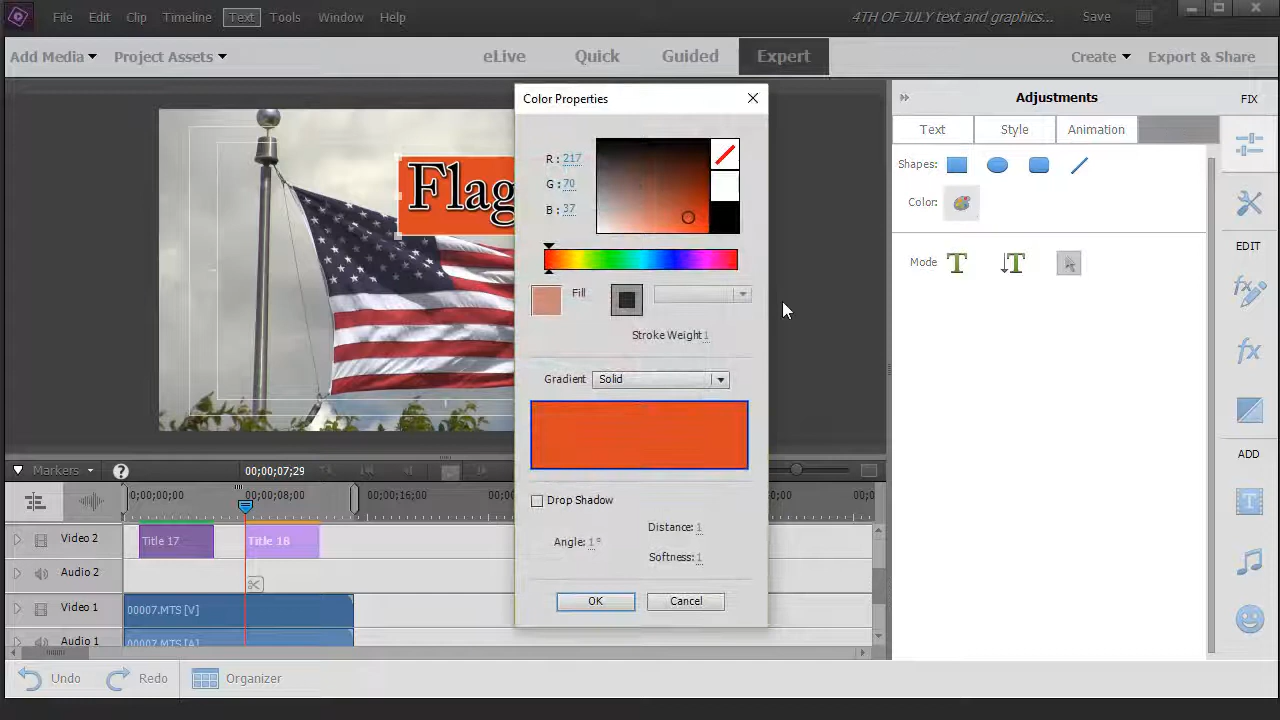 File Edit Clip Timeline Text Tools Window Help 4TH OF JULY text and graphics... Save
Add Media Project Assets eLive Quick Guided Expert Create Export & Share
Color Properties
R: 217
G: 70
B: 37
Fill
Stroke Weight 1
Gradient Solid
Drop Shadow
Distance: 1
Angle: 1°
Softness: 1
OK Cancel
Flag
Adjustments FIX
Text Style Animation
Shapes:
Color:
Mode T T
EDIT
fx
ADD
T
Markers ? 00;00;07;29
0;00;00;00 00;00;08;00 00;00;16;00
Video 2 Title 17 Title 18
Audio 2
Video 1 00007.MTS [V]
Audio 1 00007.MTS [A]
Undo Redo Organizer